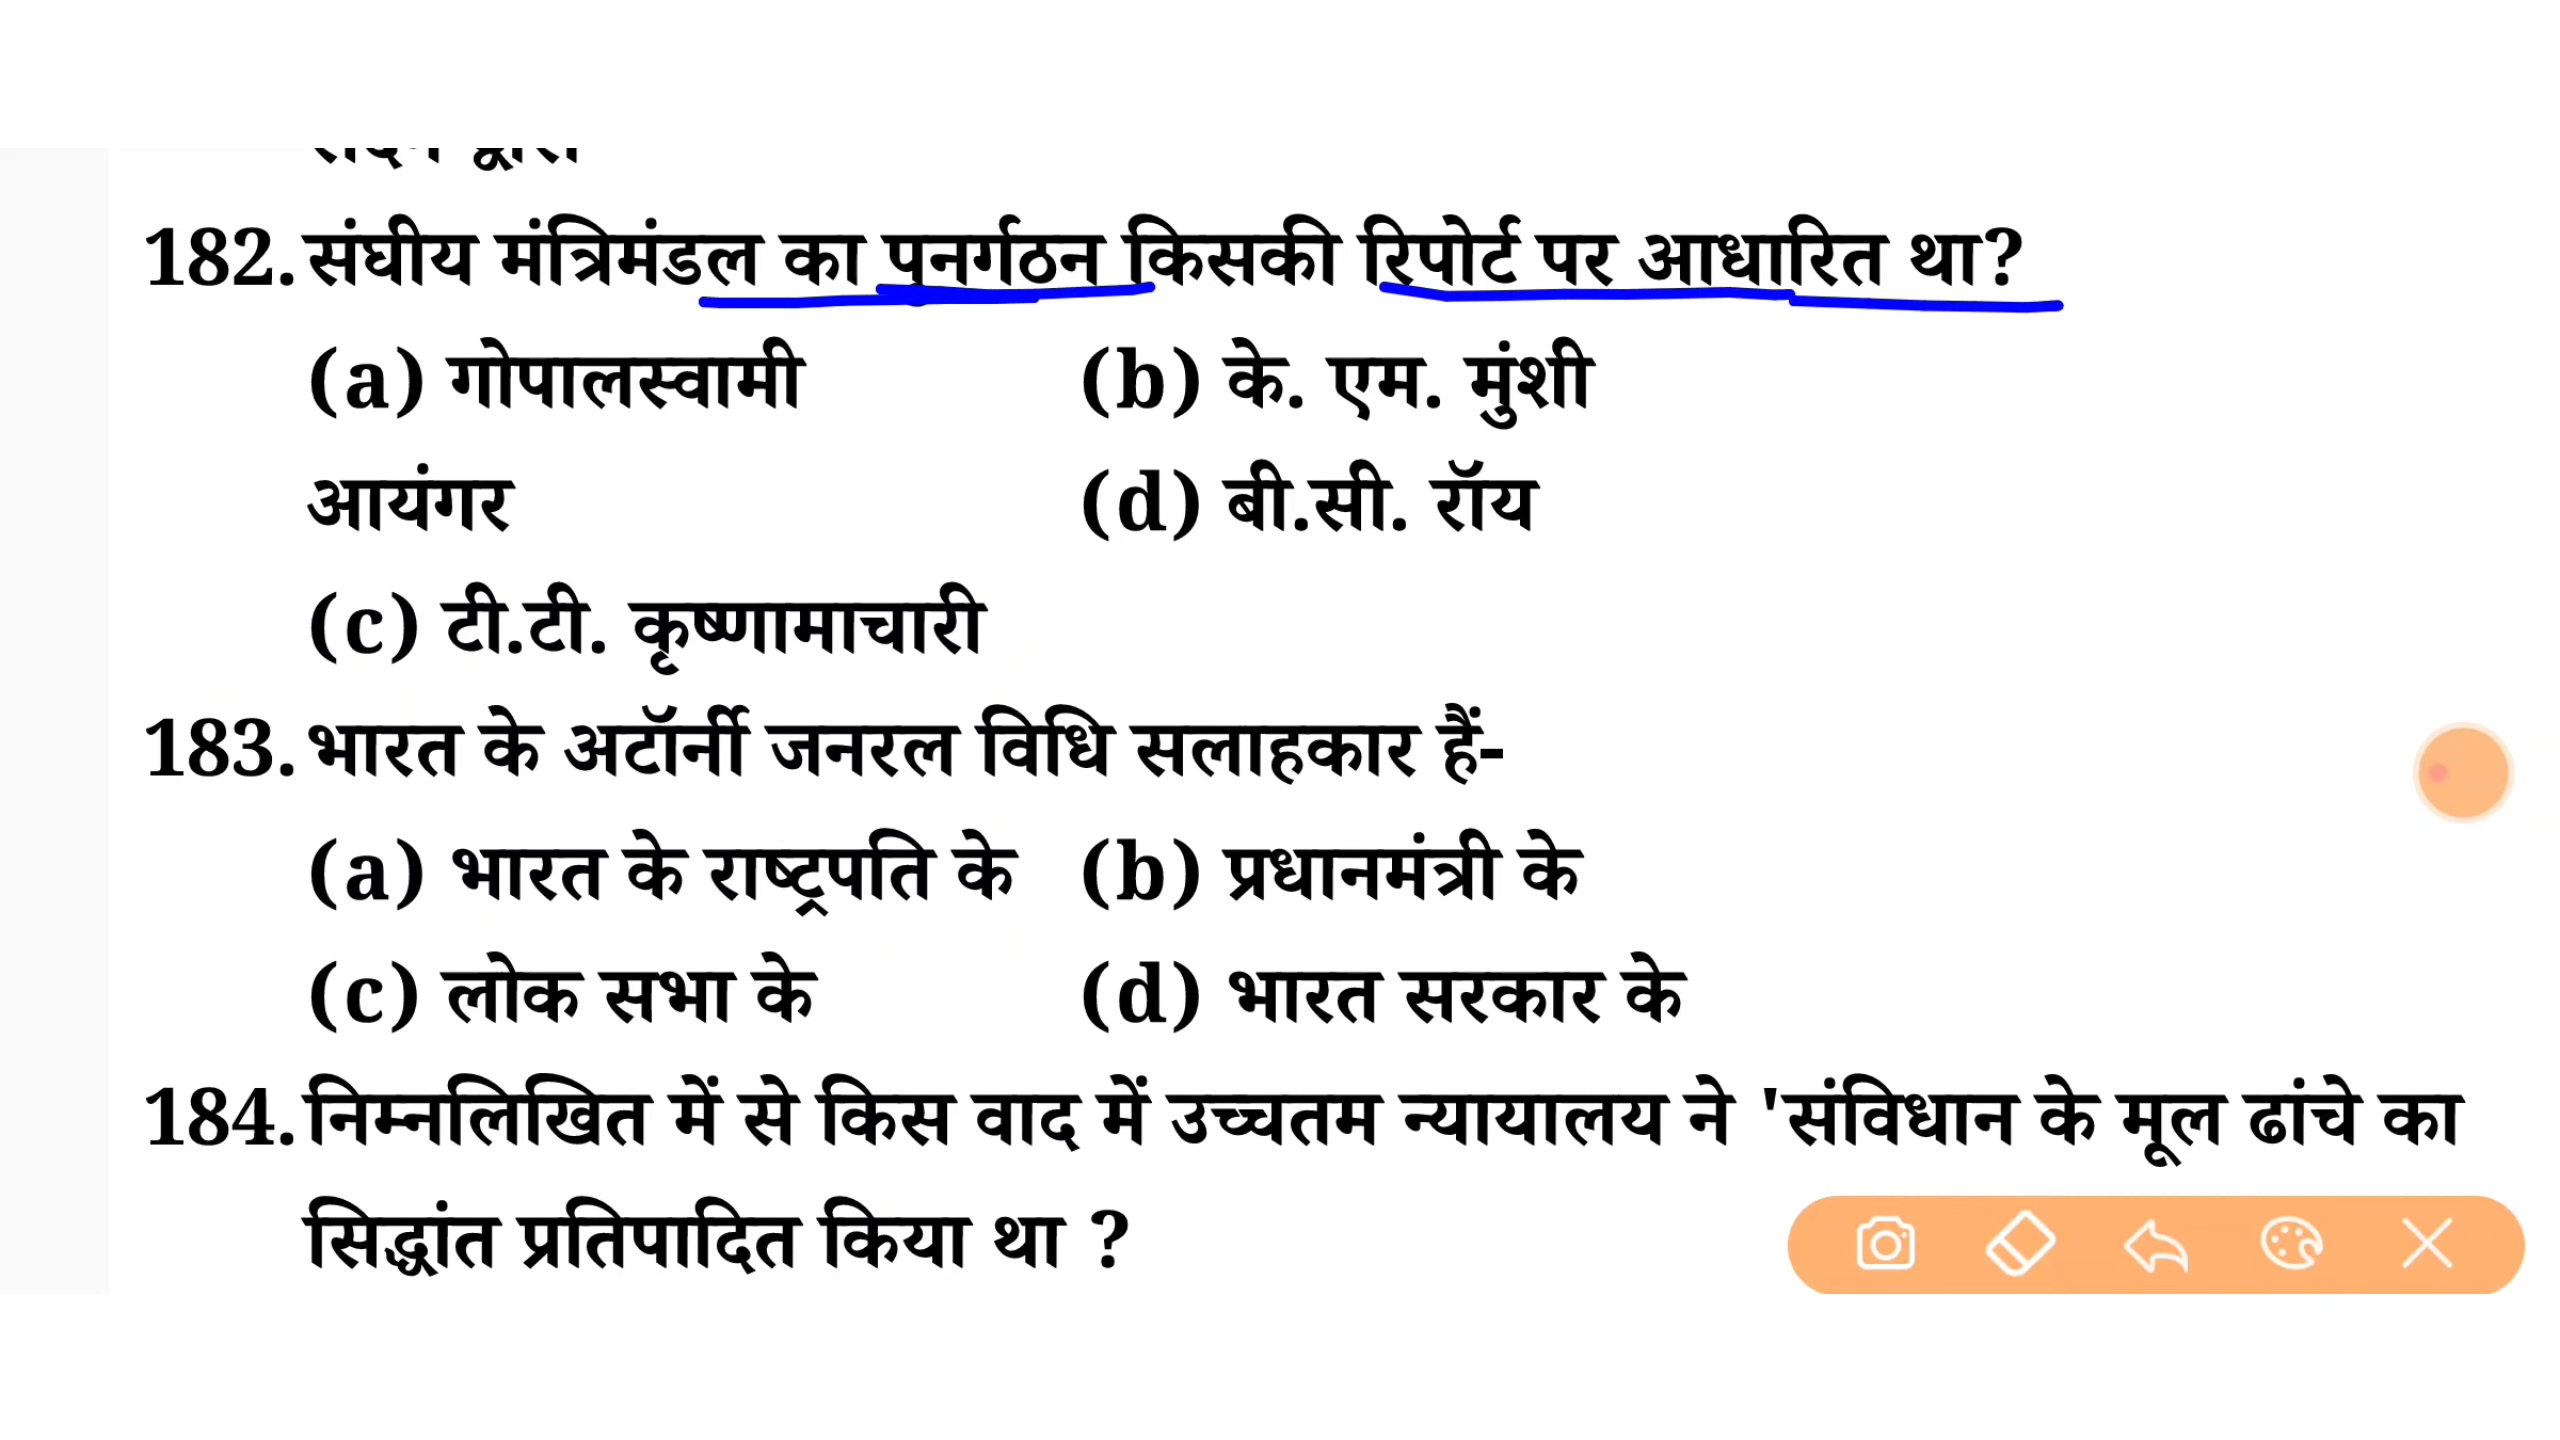 182. संघीय मंत्रिमंडल का पुनर्गठन किसकी रिपोर्ट पर आधारित था?
(a) गोपालस्वामी (b) के. एम. मुंशी
आयंगर (d) बी.सी. रॉय
(c) टी.टी. कृष्णामाचारी
183. भारत के अटॉर्नी जनरल विधि सलाहकार हैं-
(a) भारत के राष्ट्रपति के (b) प्रधानमंत्री के
(c) लोक सभा के (d) भारत सरकार के
184. निम्नलिखित में से किस वाद में उच्चतम न्यायालय ने 'संविधान के मूल ढांचे का
सिद्धांत प्रतिपादित किया था ?